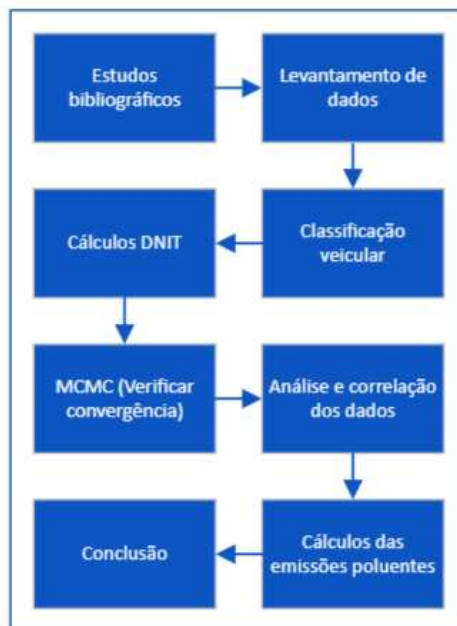 Estudos
bibliográficos
Levantamento de
dados
Classificação
veicular
Cálculos DNIT
MCMC (Verificar
convergência)
Análise e correlação
dos dados
Cálculos das
emissões poluentes
Conclusão